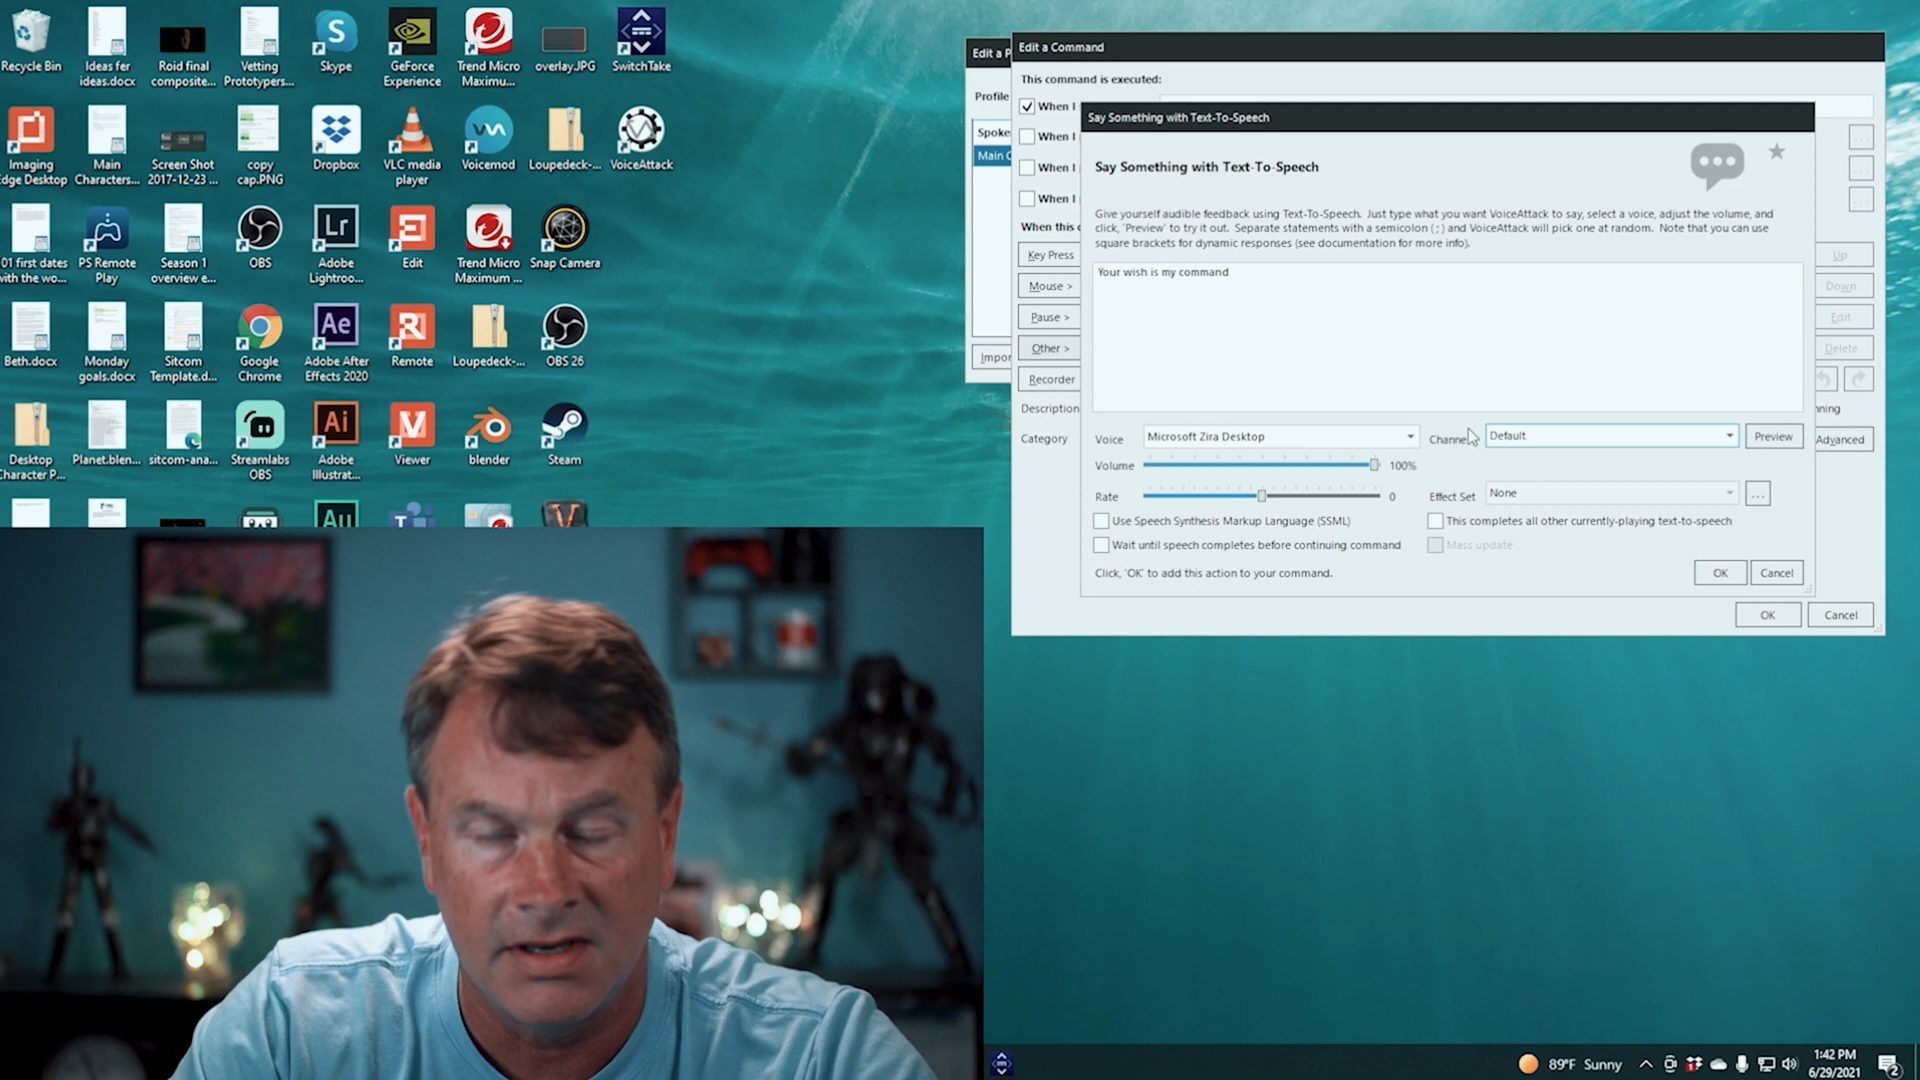 Recycle Bin
Ideas fer
ideas.docx
Roid final
composite...
Vetting
Prototypers...
Skype
GeForce
Experience
Trend Micro
Maximu...
overlay.JPG
SwitchTake
Imaging
Edge Desktop
Main
Characters...
Screen Shot
2017-12-23 ...
copy
cap.PNG
Dropbox
VLC media
player
Voicemod
Loupedeck-...
VoiceAttack
01 first dates
with the wo...
PS Remote
Play
Season 1
overview e...
OBS
Lr
Adobe
Lightroo...
Edit
Trend Micro
Maximum ...
Snap Camera
Beth.docx
Monday
goals.docx
Sitcom
Template.d...
Google
Chrome
Ae
Adobe After
Effects 2020
Remote
Loupedeck-...
OBS 26
Desktop
Character P...
Planet.blen...
sitcom-ana...
Streamlabs
OBS
Ai
Adobe
Illustrat...
Viewer
blender
Steam
Au
Edit a P
Profile
Spoke
Main C
Impor
Edit a Command
This command is executed:
When I
When I
When I
When I
When this c
Key Press
Mouse >
Pause >
Other >
Recorder
Description
Category
Up
Down
Edit
Delete
nning
Advanced
OK
Cancel
Say Something with Text-To-Speech
Say Something with Text-To-Speech
Give yourself audible feedback using Text-To-Speech. Just type what you want VoiceAttack to say, select a voice, adjust the volume, and
click, 'Preview' to try it out. Separate statements with a semicolon ( ; ) and VoiceAttack will pick one at random. Note that you can use
square brackets for dynamic responses (see documentation for more info).
Your wish is my command
Voice
Microsoft Zira Desktop
Channel
Default
Preview
Volume
100%
Rate
0
Effect Set
None
...
Use Speech Synthesis Markup Language (SSML)
This completes all other currently-playing text-to-speech
Wait until speech completes before continuing command
Mass update
Click, 'OK' to add this action to your command.
OK
Cancel
89°F Sunny
1:42 PM
6/29/2021
2